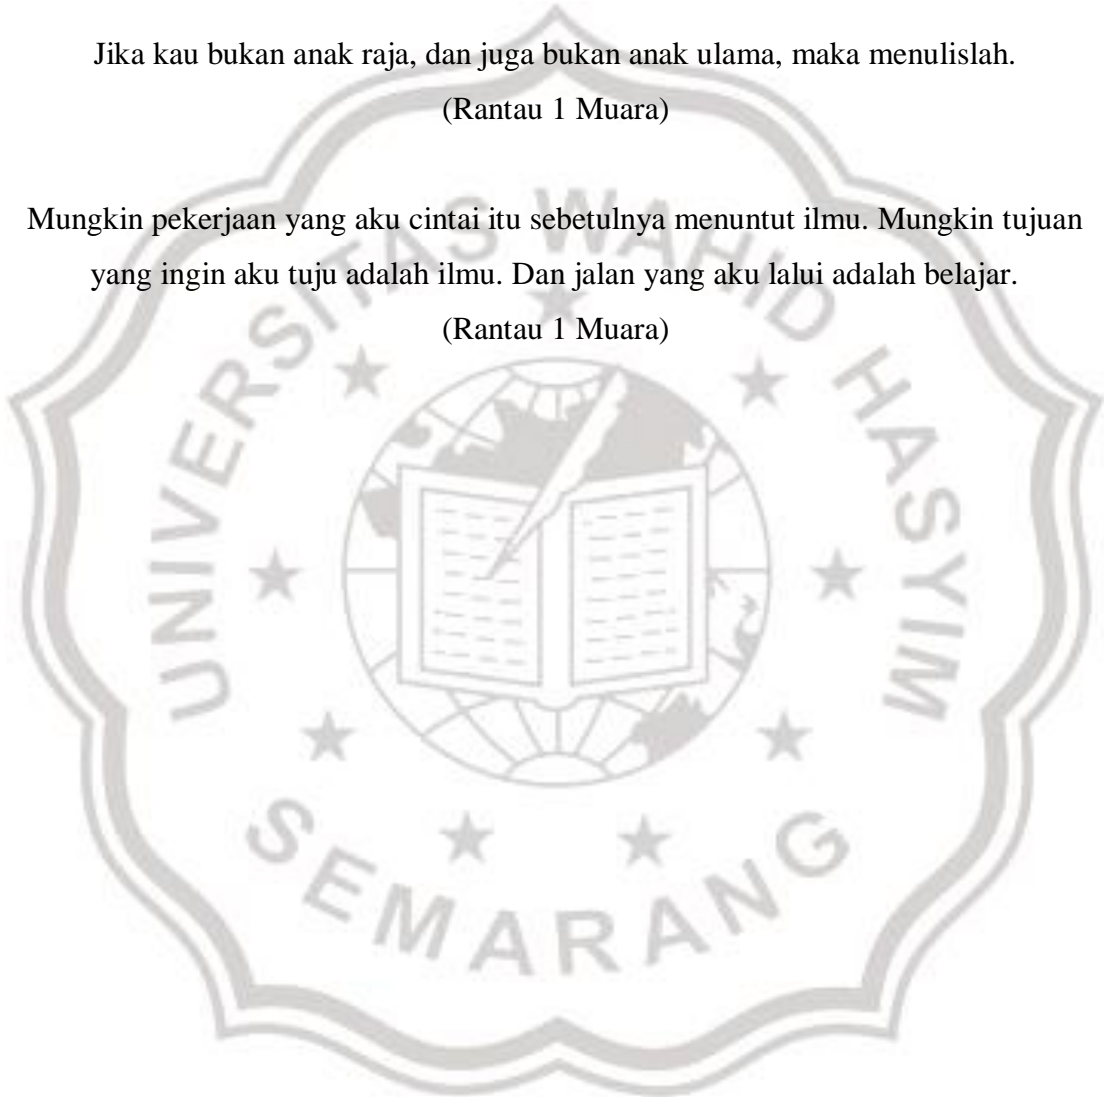 Jika kau bukan anak raja, dan juga bukan anak ulama, maka menulislah.
(Rantau 1 Muara)
Mungkin pekerjaan yang aku cintai itu sebetulnya menuntut ilmu. Mungkin tujuan
yang ingin aku tuju adalah ilmu. Dan jalan yang aku lalui adalah belajar.
(Rantau 1 Muara)
UNIVERSITAS WAHID HASYIM
SEMARANG